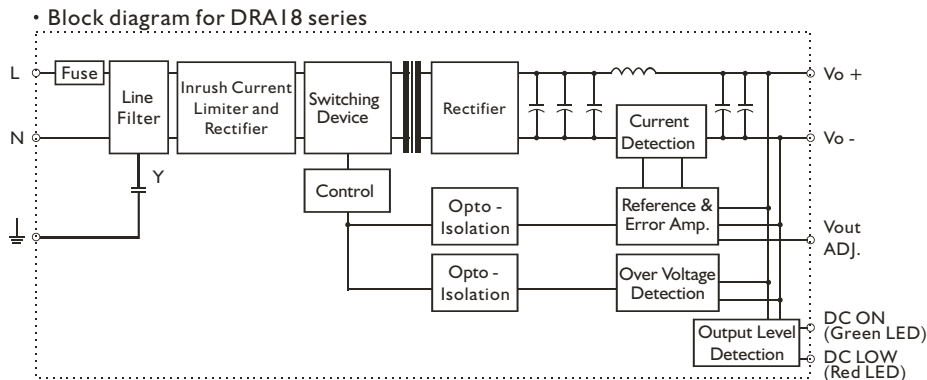 • Block diagram for DRA18 series
L
Fuse
Line
Filter
Inrush Current
Limiter and
Rectifier
Switching
Device
Rectifier
Current
Detection
Vo +
N
Vo -
Y
Control
Opto -
Isolation
Reference &
Error Amp.
Vout
ADJ.
Opto -
Isolation
Over Voltage
Detection
Output Level
Detection
DC ON
(Green LED)
DC LOW
(Red LED)